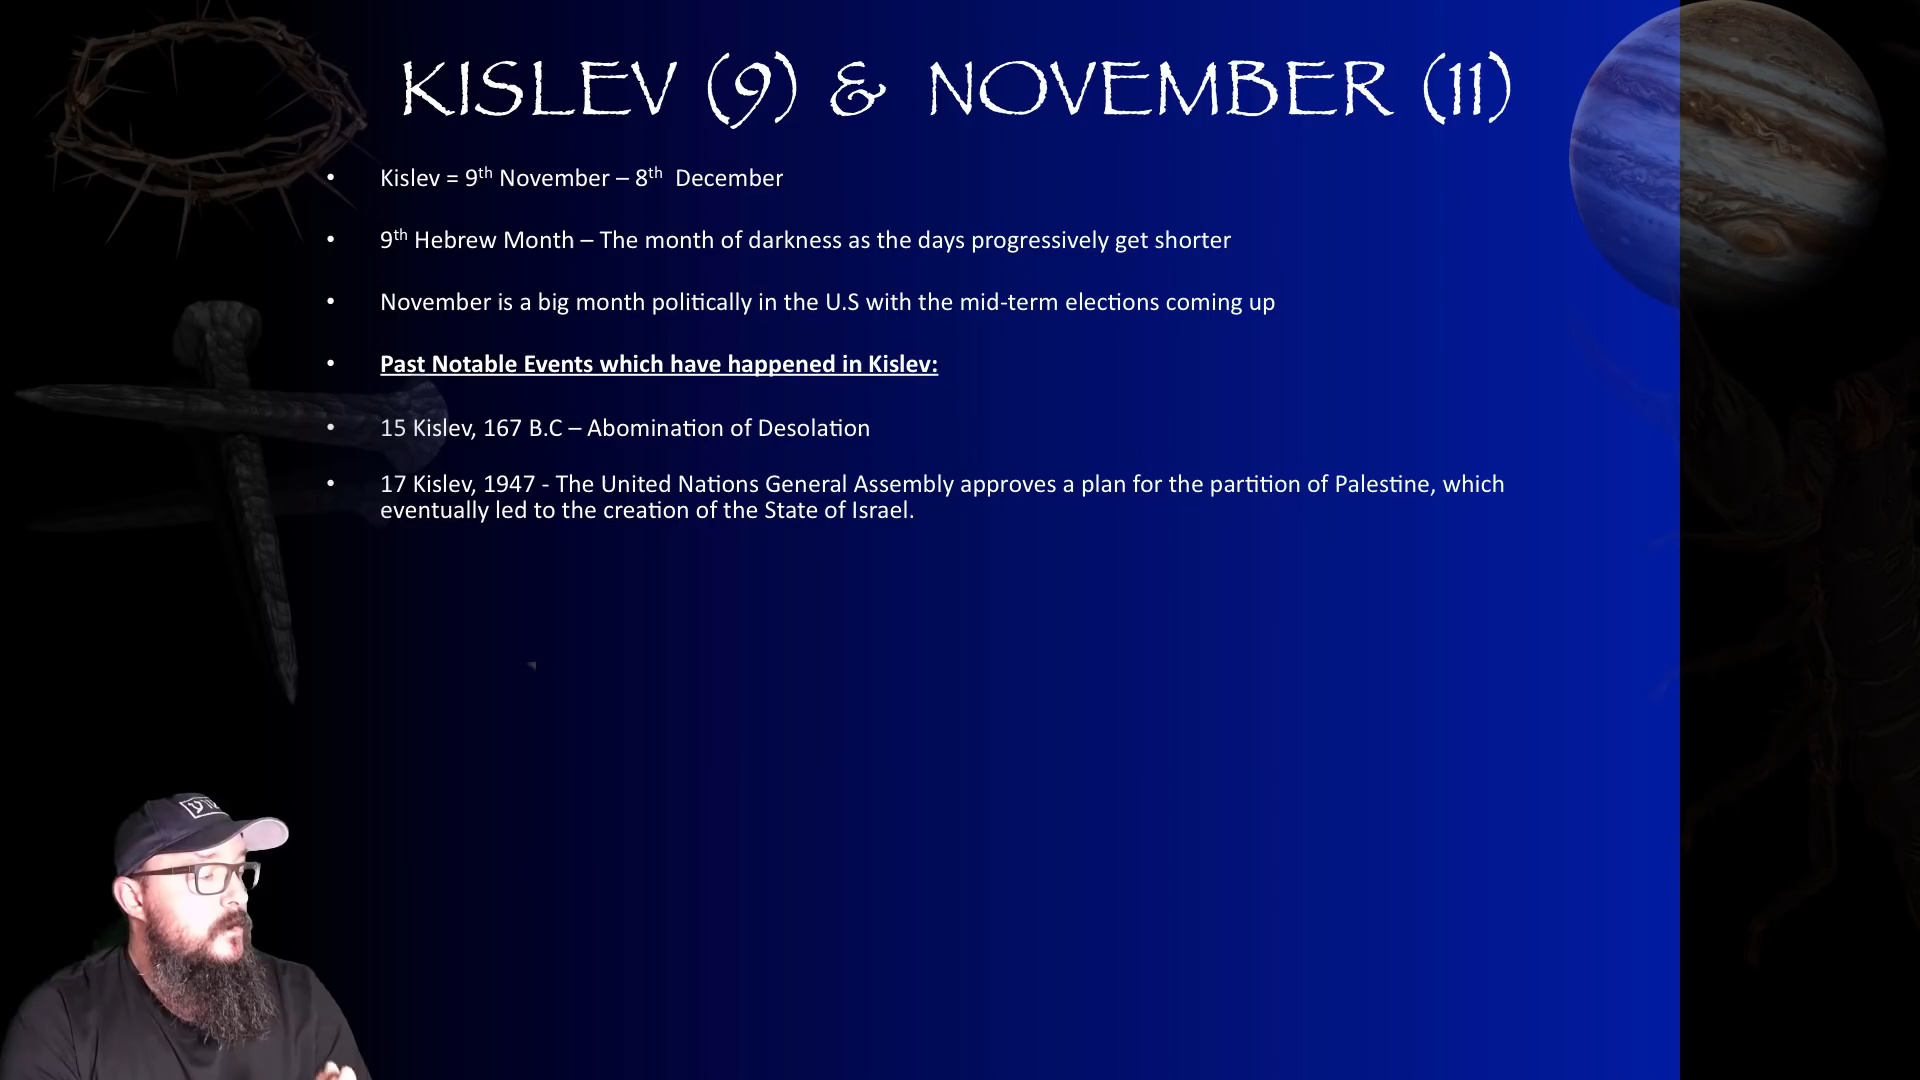 KISLEV (9) & NOVEMBER (11)
• Kislev = 9th November – 8th December
• 9th Hebrew Month – The month of darkness as the days progressively get shorter
• November is a big month politically in the U.S with the mid-term elections coming up
• Past Notable Events which have happened in Kislev:
• 15 Kislev, 167 B.C – Abomination of Desolation
• 17 Kislev, 1947 - The United Nations General Assembly approves a plan for the partition of Palestine, which
eventually led to the creation of the State of Israel.